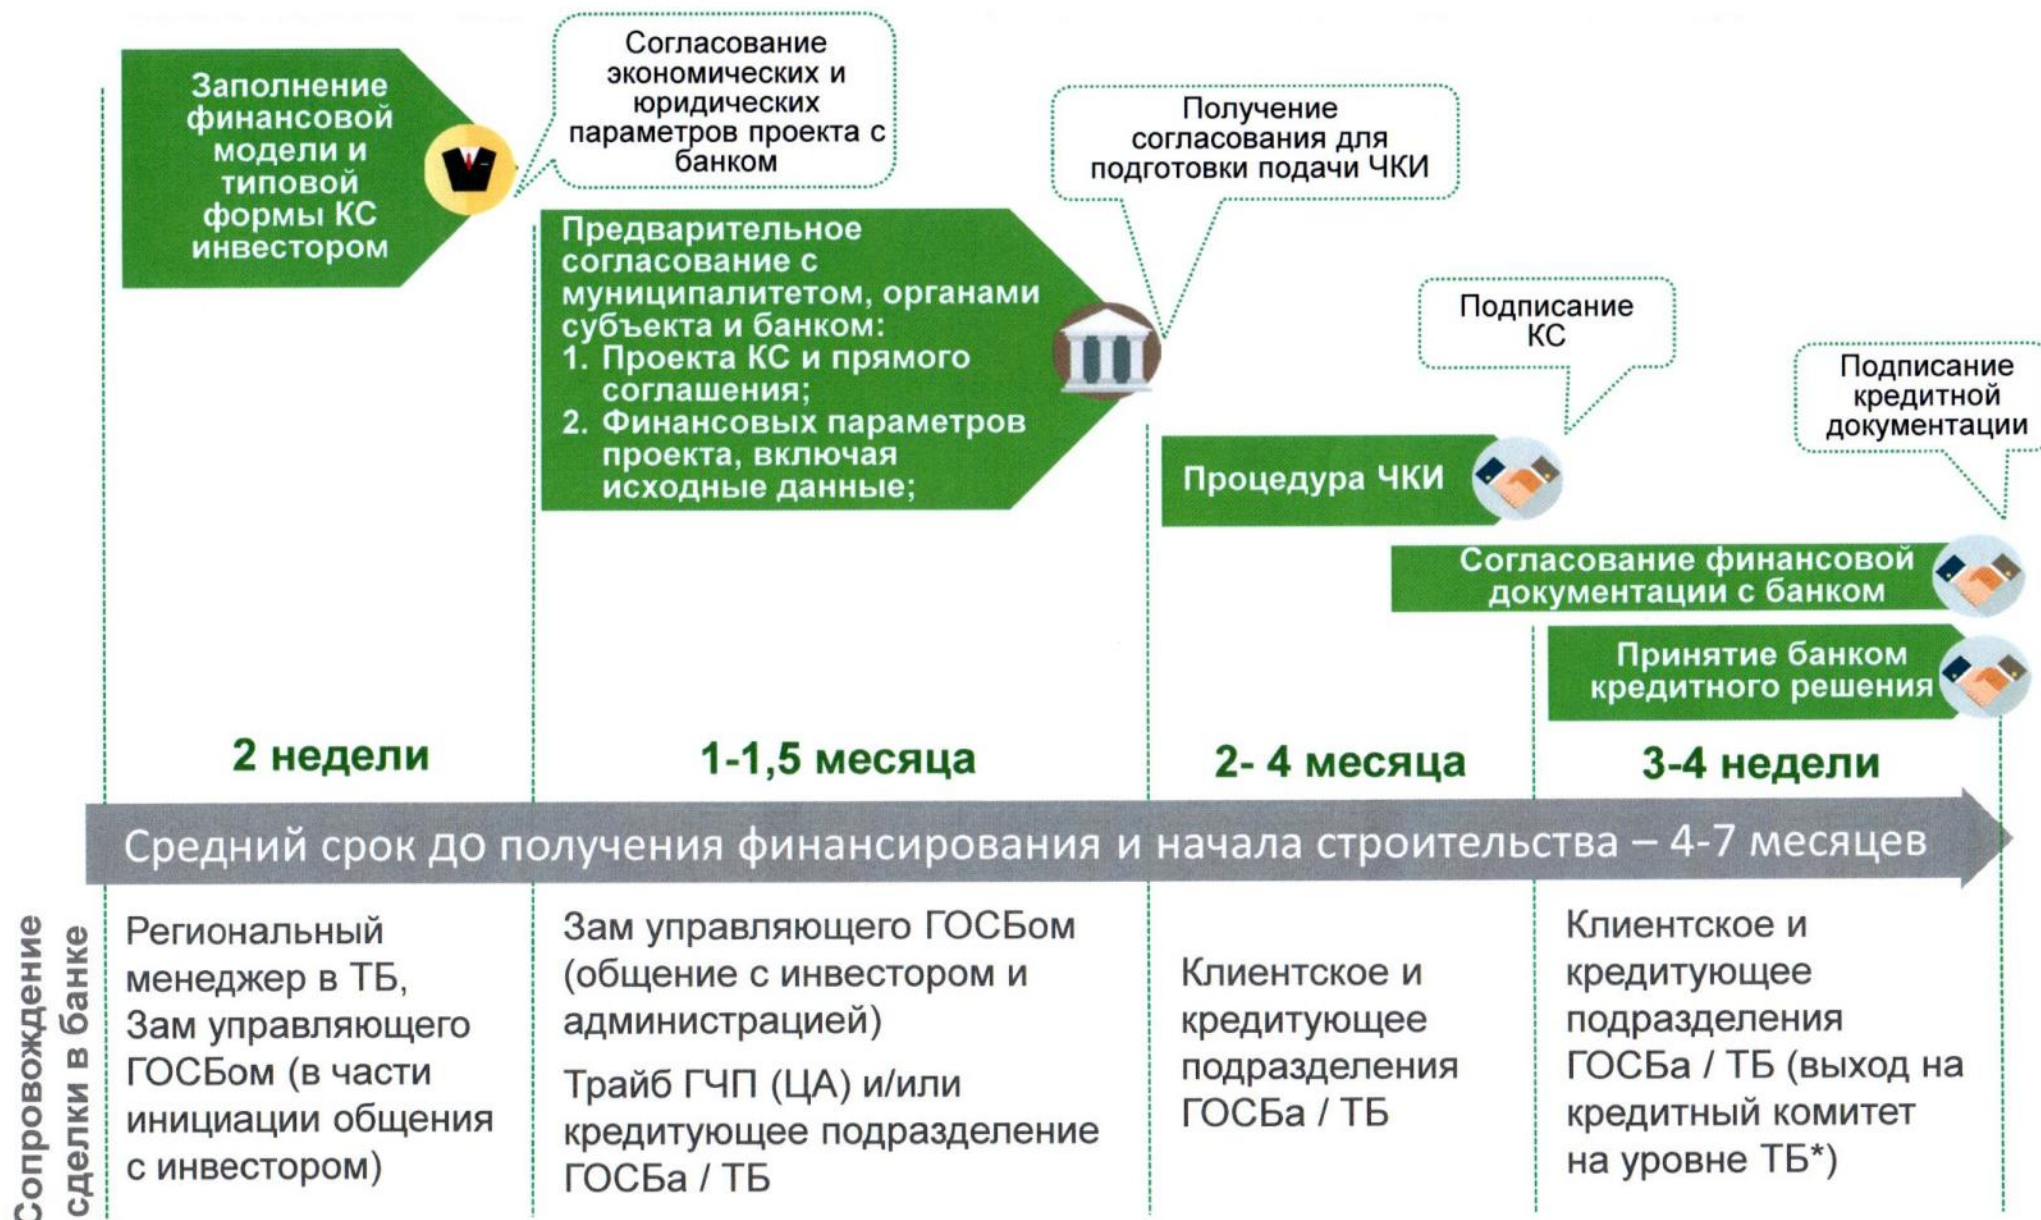 Заполнение
финансовой
модели и
типовой
формы КС
инвестором
Согласование
экономических и
юридических
параметров проекта с
банком
Предварительное
согласование с
муниципалитетом, органами
субъекта и банком:
1. Проекта КС и прямого
соглашения;
2. Финансовых параметров
проекта, включая
исходные данные;
Получение
согласования для
подготовки подачи ЧКИ
Процедура ЧКИ
Подписание
КС
Согласование финансовой
документации с банком
Подписание
кредитной
документации
Принятие банком
кредитного решения
2 недели
1-1,5 месяца
2- 4 месяца
3-4 недели
Средний срок ДО получения финансирования и начала строительства – 4-7 месяцев
Сопровождение
сделки в банке
Региональный
менеджер в ТБ,
Зам управляющего
ГОСБом (в части
инициации общения
с инвестором)
Зам управляющего ГОСБом
(общение с инвестором и
администрацией)
Трайб ГЧП (ЦА) и/или
кредитующее подразделение
ГОСБа / ТБ
Клиентское и
кредитующее
подразделения
ГОСБа / ТБ
Клиентское и
кредитующее
подразделения
ГОСБа / ТБ (выход на
кредитный комитет
на уровне ТБ*)